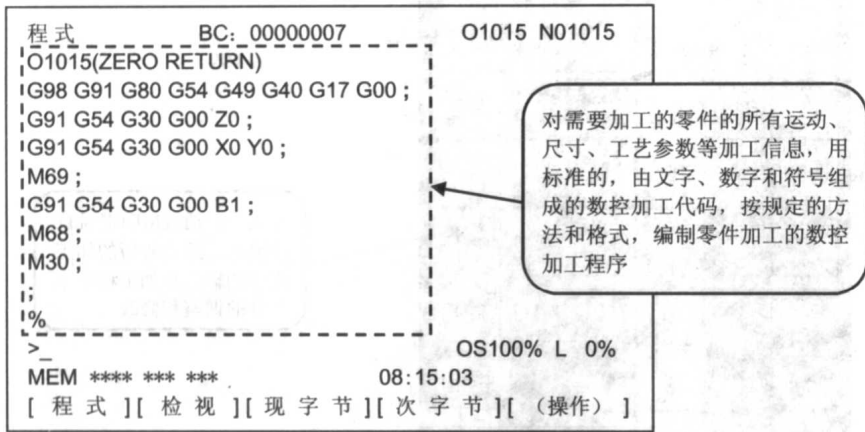 程式 BC: 00000007 O1015 N01015
O1015(ZERO RETURN)
G98 G91 G80 G54 G49 G40 G17 G00 ;
G91 G54 G30 G00 Z0 ;
G91 G54 G30 G00 X0 Y0 ;
M69 ;
G91 G54 G30 G00 B1 ;
M68 ;
M30 ;
;
%
>_
OS100% L 0%
MEM **** *** *** 08:15:03
[ 程 式 ][ 检 视 ][ 现 字 节 ][ 次 字 节 ][ （操作） ]
对需要加工的零件的所有运动、
尺寸、工艺参数等加工信息，用
标准的，由文字、数字和符号组
成的数控加工代码，按规定的方
法和格式，编制零件加工的数控
加工程序